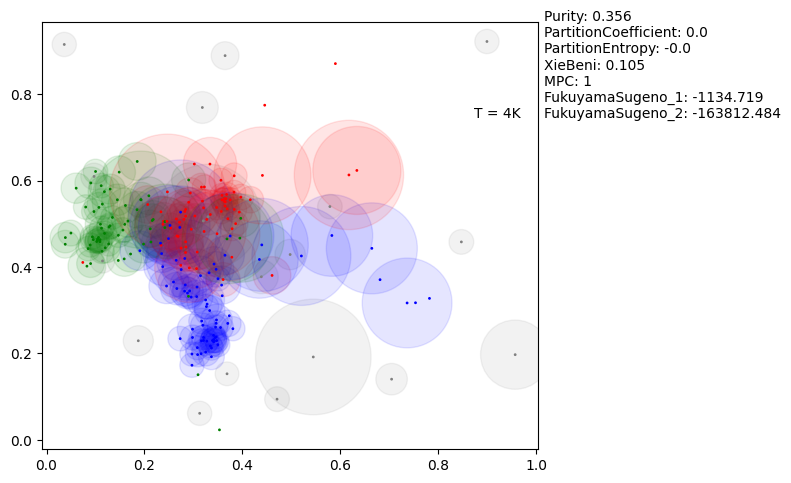 Purity: 0.356
PartitionCoefficient: 0.0
PartitionEntropy: -0.0
XieBeni: 0.105
MPC: 1
FukuyamaSugeno_1: -1134.719
FukuyamaSugeno_2: -163812.484
T = 4K
0.8
0.6
0.4
0.2
0.0
0.0 0.2 0.4 0.6 0.8 1.0